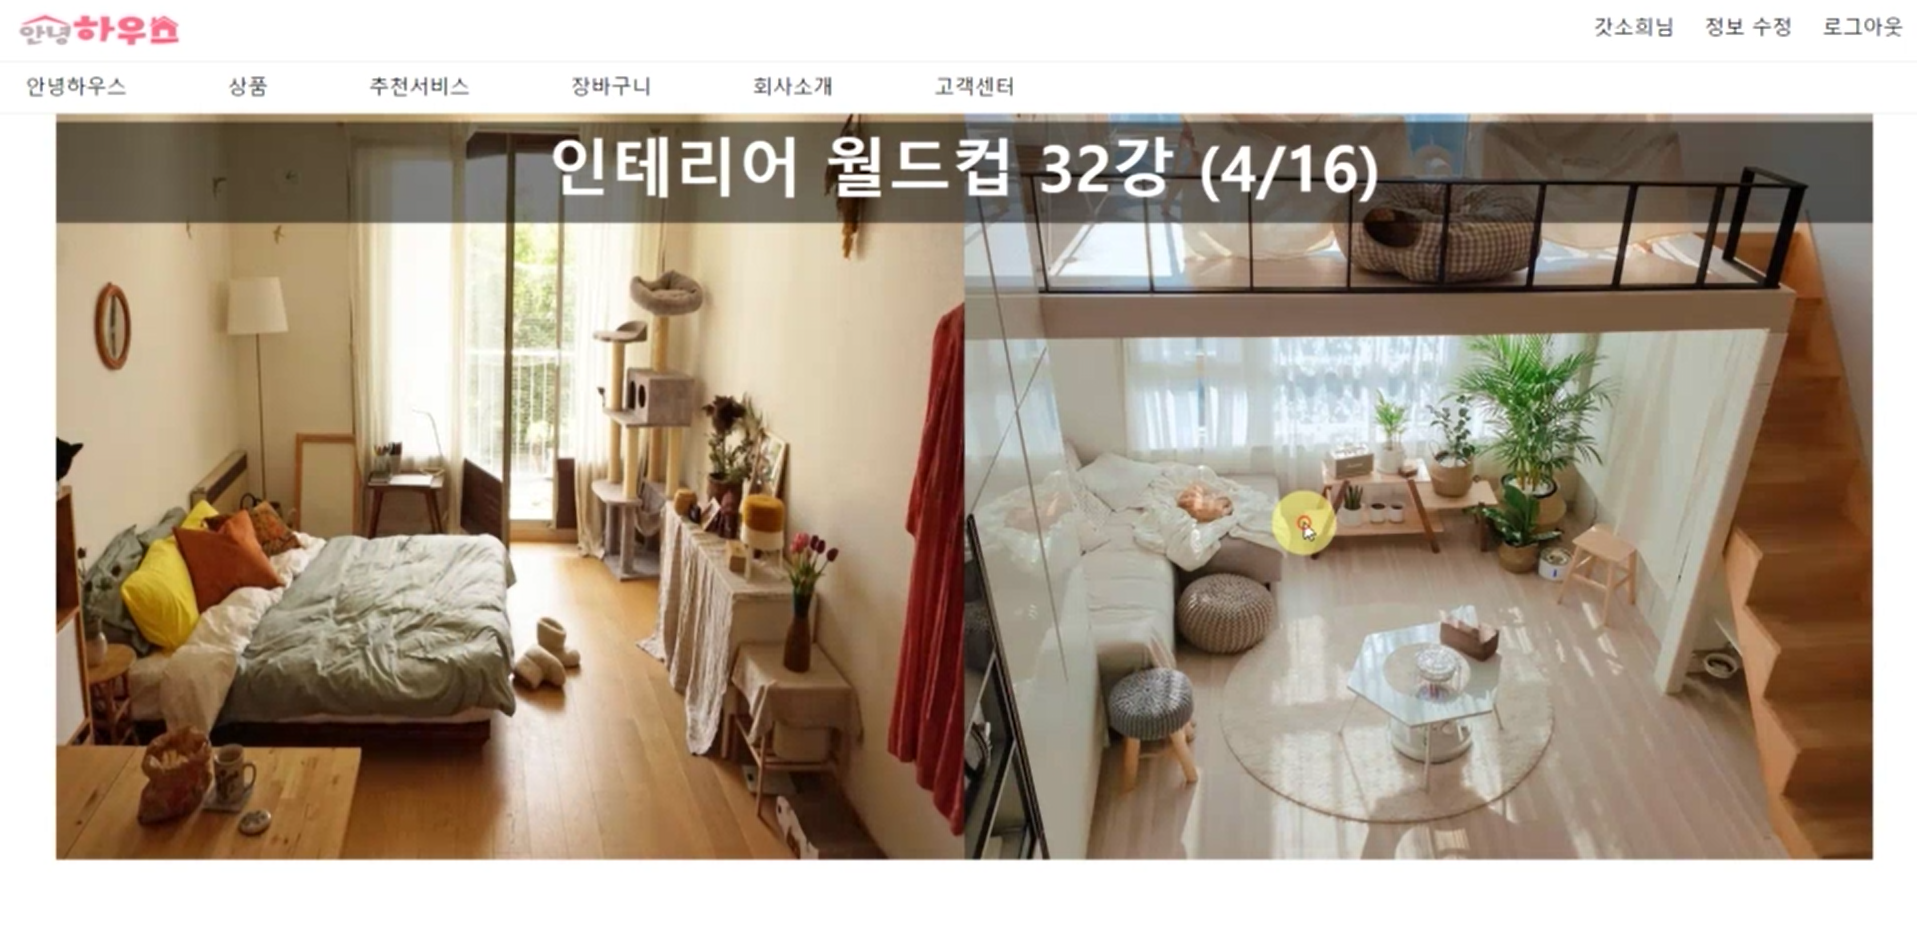 안녕하우스
갓소희님 정보 수정 로그아웃
안녕하우스 상품 추천서비스 장바구니 회사소개 고객센터
인테리어 월드컵 32강 (4/16)